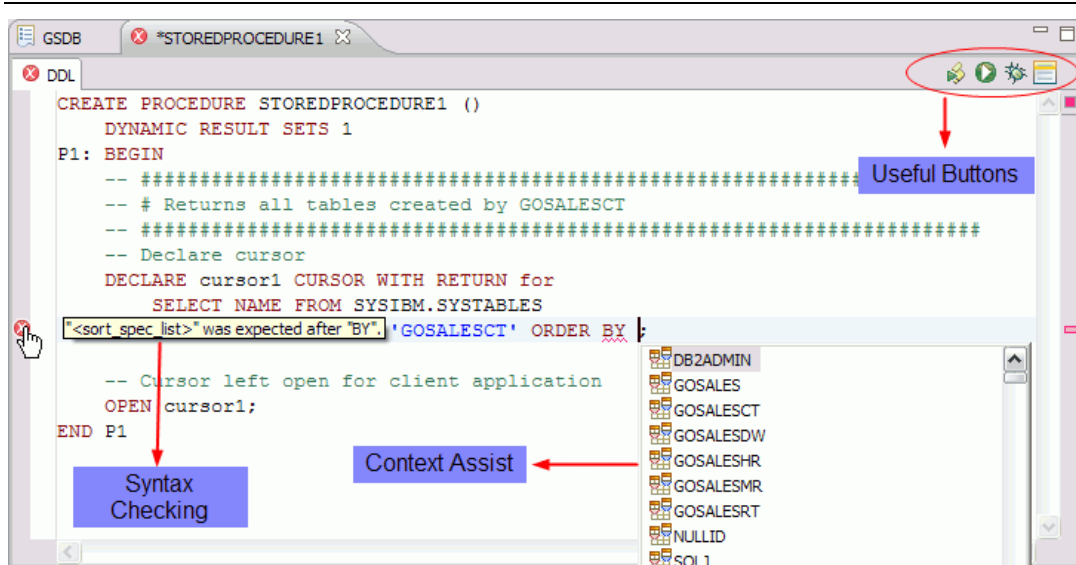 GSDB *STOREDPROCEDURE1
DDL
CREATE PROCEDURE STOREDPROCEDURE1 ()
DYNAMIC RESULT SETS 1
P1: BEGIN
-- #############################################################
Useful Buttons
-- # Returns all tables created by GOSALESCT
-- #######################################################################
-- Declare cursor
DECLARE cursor1 CURSOR WITH RETURN for
SELECT NAME FROM SYSIBM.SYSTABLES
"<sort_spec_list>" was expected after "BY". 'GOSALESCT' ORDER BY ;
-- Cursor left open for client application
OPEN cursor1;
END P1
DB2ADMIN
GOSALES
GOSALESCT
GOSALESDW
GOSALESHR
GOSALESMR
GOSALESRT
NULLID
SQLJ
Context Assist
Syntax
Checking